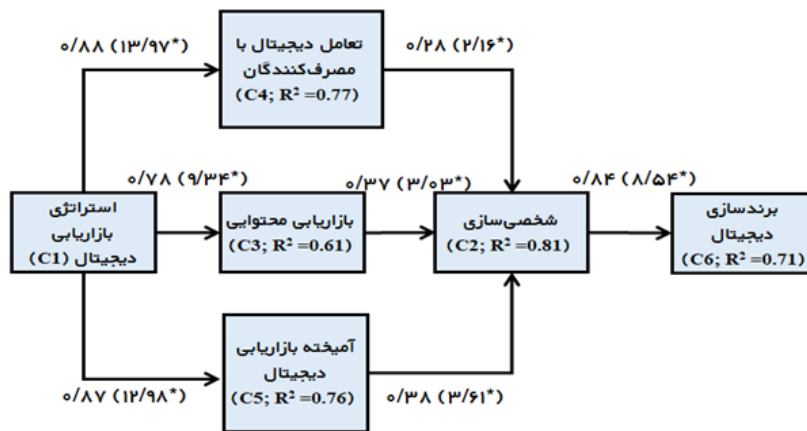 ۰/۸۸ (۱۳/۹۷*)
تعامل دیجیتال با
مصرف‌کنندگان
(C4; R² =0.77)
۰/۲۸ (۲/۱۶*)
۰/۷۸ (۹/۳۴*)
۰/۳۷ (۳/۰۳*)
۰/۸۴ (۸/۵۴*)
استراتژی
بازاریابی
دیجیتال (C1)
بازاریابی محتوایی
(C3; R² =0.61)
شخصی‌سازی
(C2; R² =0.81)
برندسازی
دیجیتال
(C6; R² =0.71)
آمیخته بازاریابی
دیجیتال
(C5; R² =0.76)
۰/۸۷ (۱۲/۹۸*)
۰/۳۸ (۳/۶۱*)